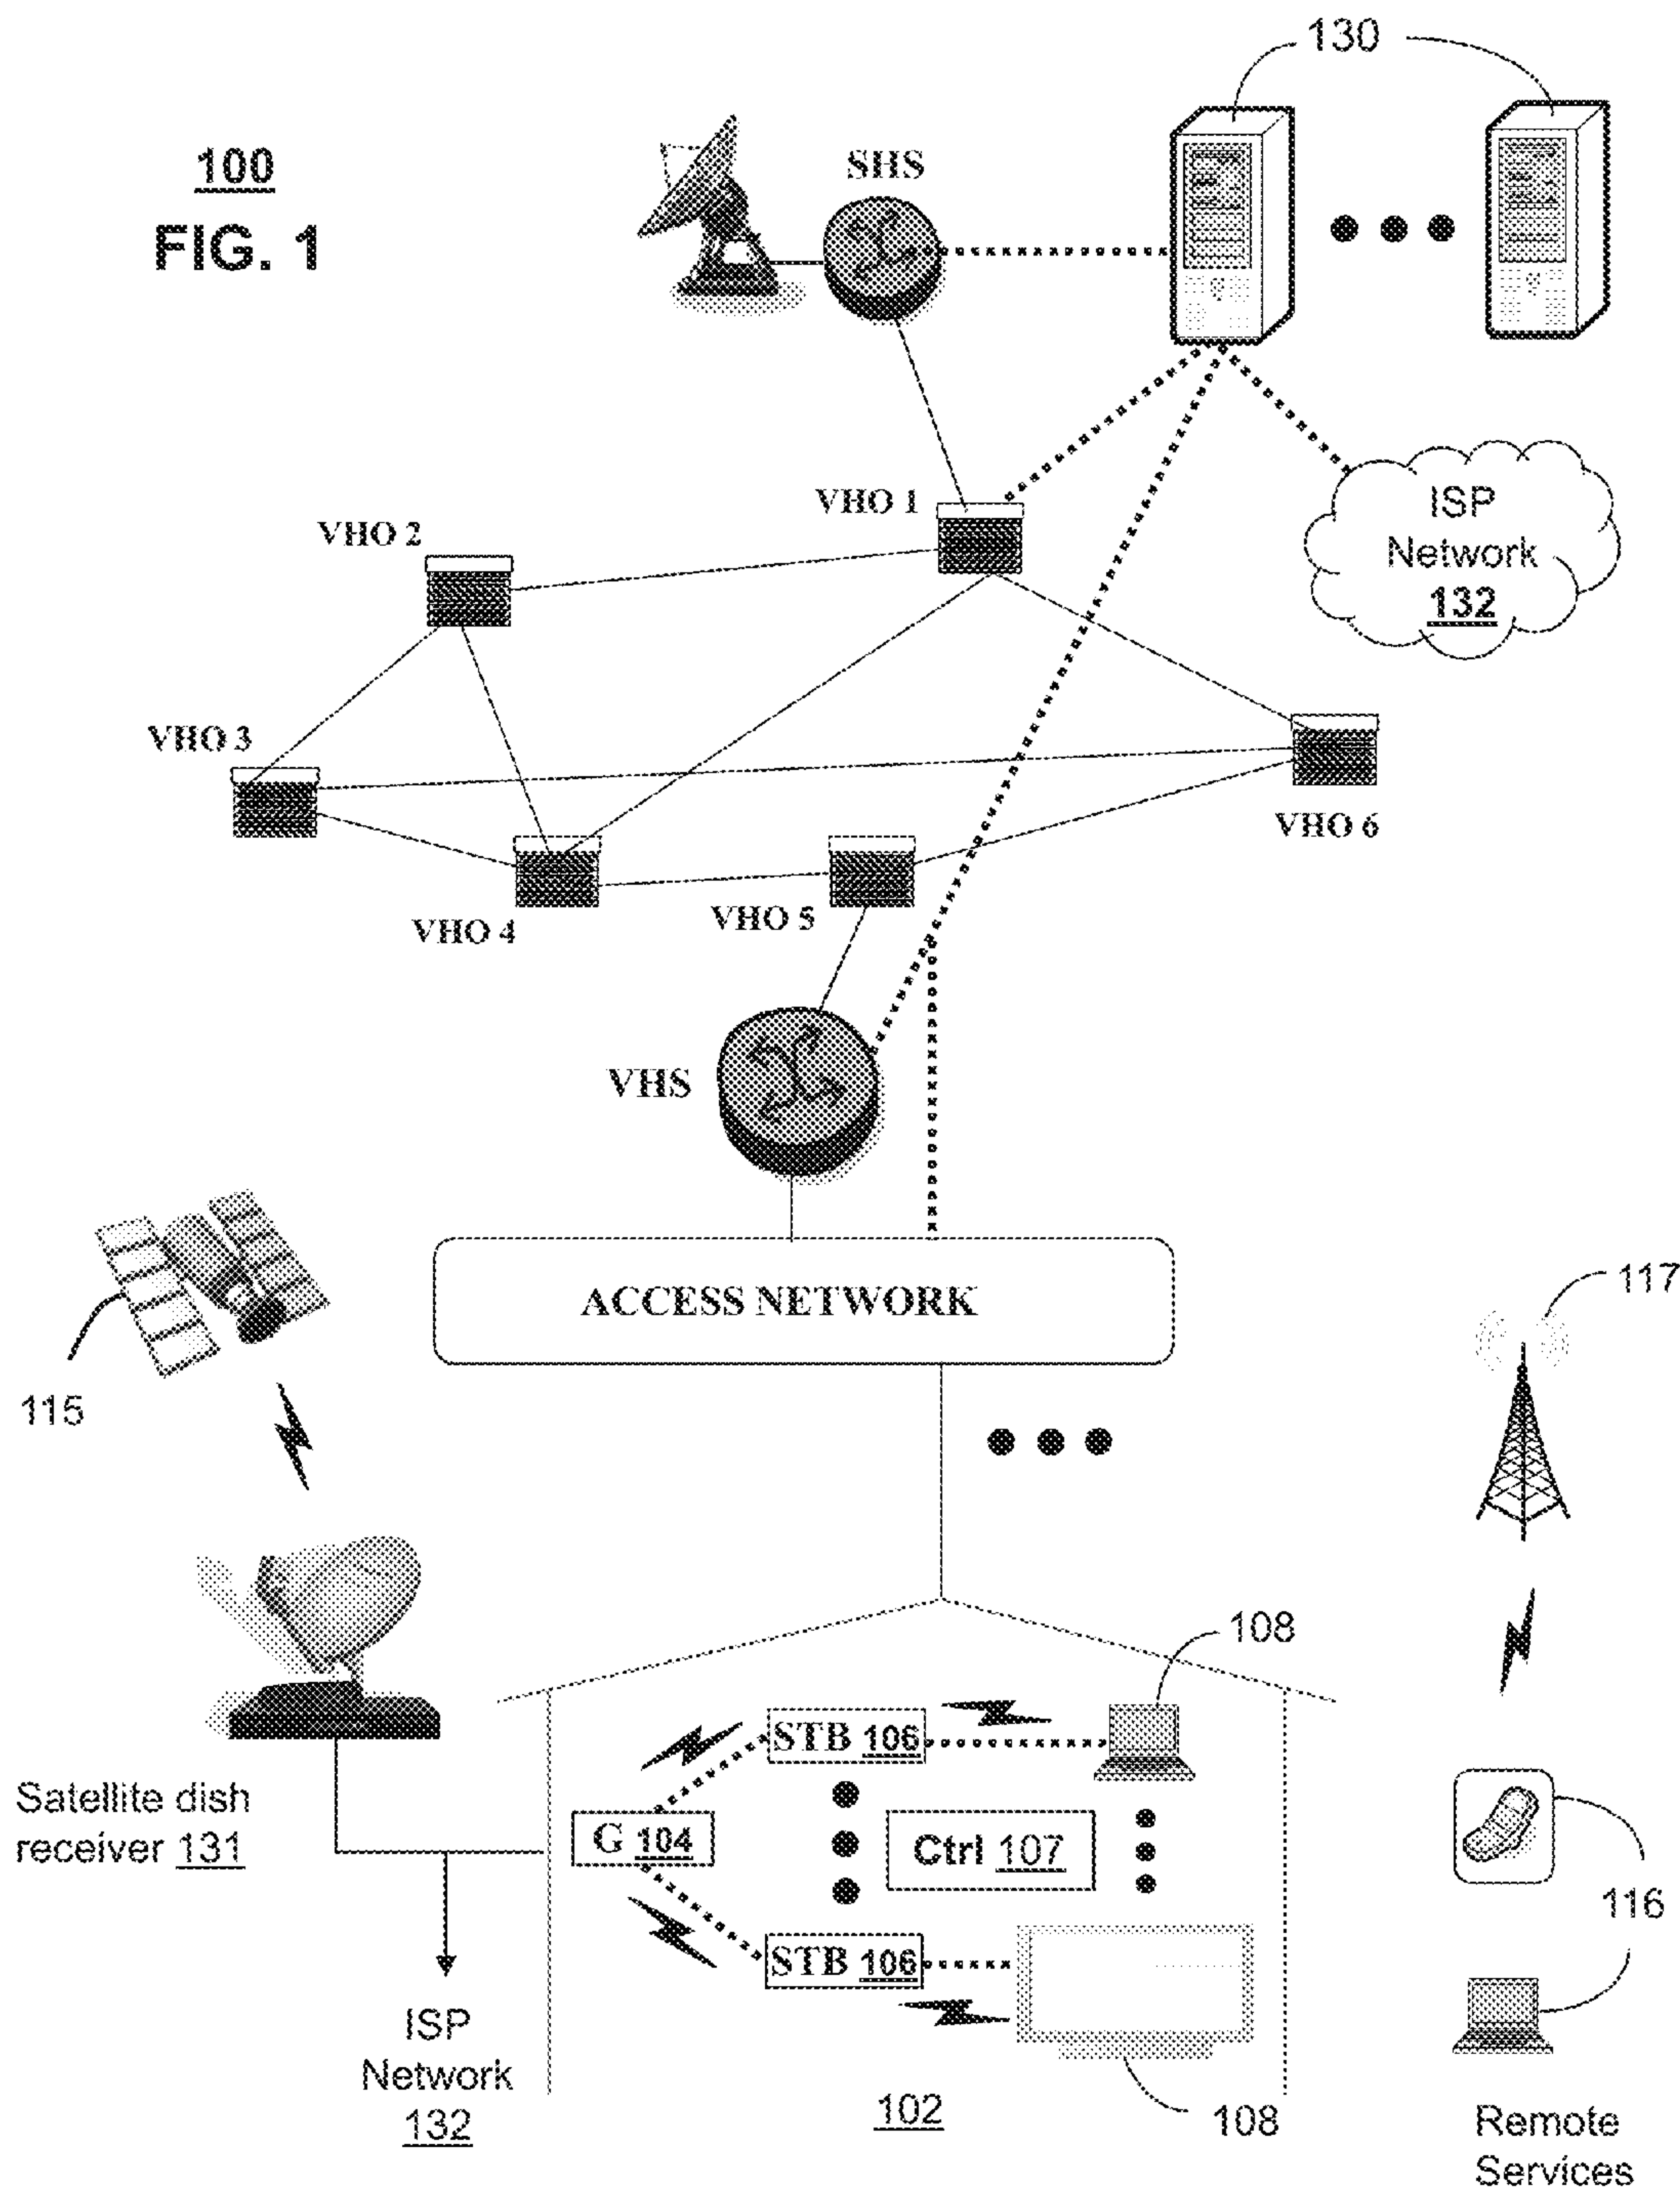 130
100
FIG. 1
SHS
VHO 1
ISP
Network
132
VHO 2
VHO 3
VHO 6
VHO 4
VHO 5
VHS
ACCESS NETWORK
117
115
108
STB 106
Satellite dish
receiver 131
G 104
Ctrl 107
116
STB 106
ISP
Network
132
102
108
Remote
Services